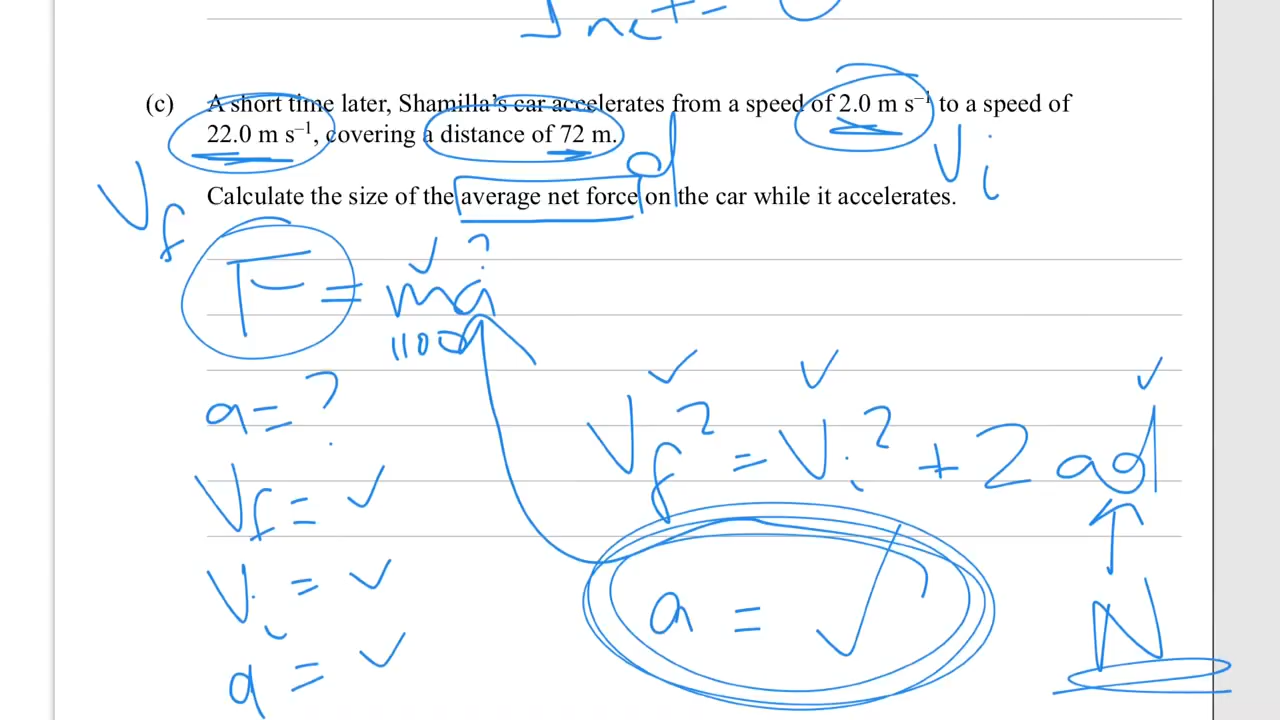 Jnet = 0
(c) A short time later, Shamilla's car accelerates from a speed of 2.0 m s⁻¹ to a speed of
22.0 m s⁻¹, covering a distance of 72 m.
d
Vi
Vf
Calculate the size of the average net force on the car while it accelerates.
✓ ?
F = ma
1100
a = ?
✓ ✓ ✓
Vf² = Vi² + 2ad
Vf = ✓
Vi = ✓
a = ✓
N
d = ✓